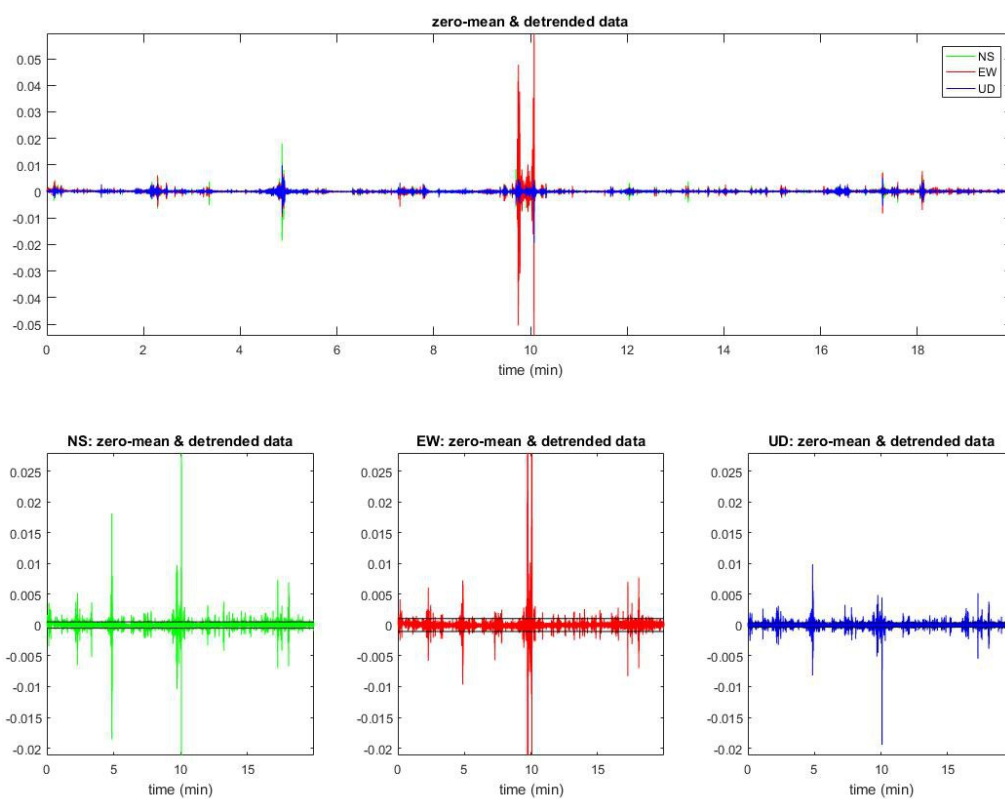 zero-mean & detrended data
NS
EW
UD
0.05
0.04
0.03
0.02
0.01
0
-0.01
-0.02
-0.03
-0.04
-0.05
0 2 4 6 8 10 12 14 16 18
time (min)
NS: zero-mean & detrended data
0.025
0.02
0.015
0.01
0.005
0
-0.005
-0.01
-0.015
-0.02
0 5 10 15
time (min)
EW: zero-mean & detrended data
0.025
0.02
0.015
0.01
0.005
0
-0.005
-0.01
-0.015
-0.02
0 5 10 15
time (min)
UD: zero-mean & detrended data
0.025
0.02
0.015
0.01
0.005
0
-0.005
-0.01
-0.015
-0.02
0 5 10 15
time (min)